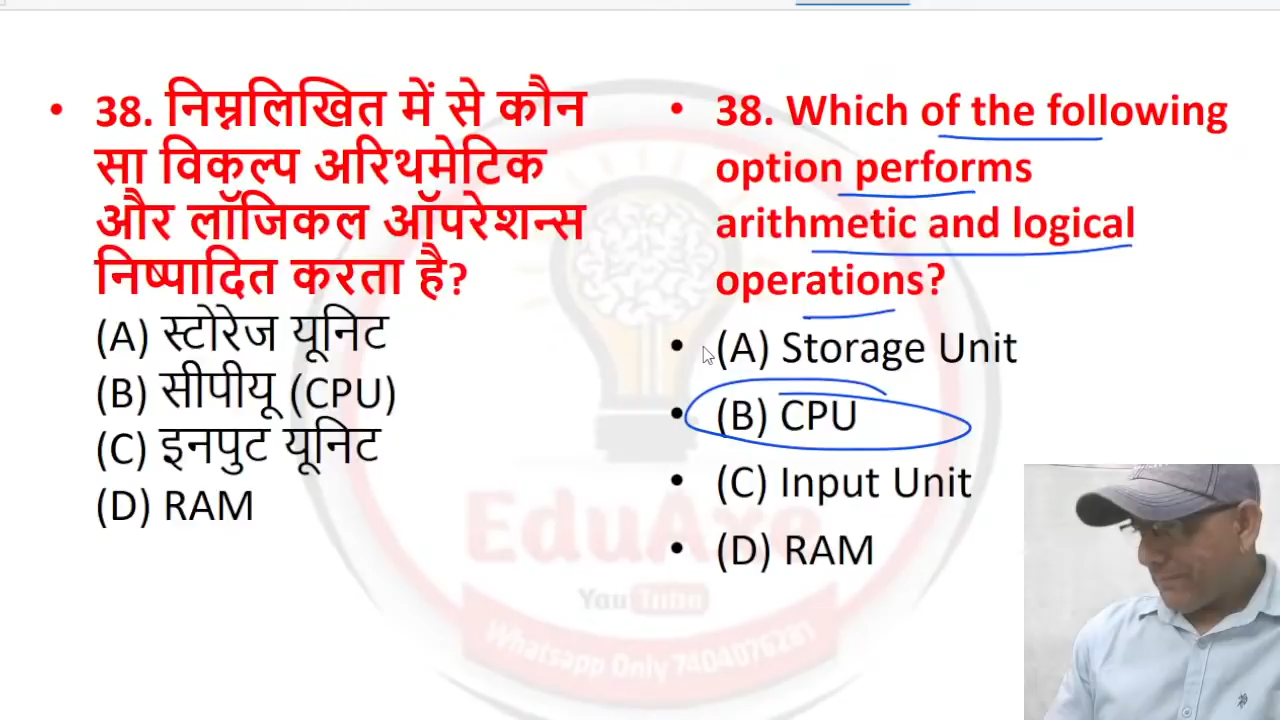 • 38. निम्नलिखित में से कौन
सा विकल्प अरिथमेटिक
और लॉजिकल ऑपरेशन्स
निष्पादित करता है?
(A) स्टोरेज यूनिट
(B) सीपीयू (CPU)
(C) इनपुट यूनिट
(D) RAM
• 38. Which of the following
option performs
arithmetic and logical
operations?
• (A) Storage Unit
• (B) CPU
• (C) Input Unit
• (D) RAM
EduAxe
YouTube
Whatsapp Only 7404076281